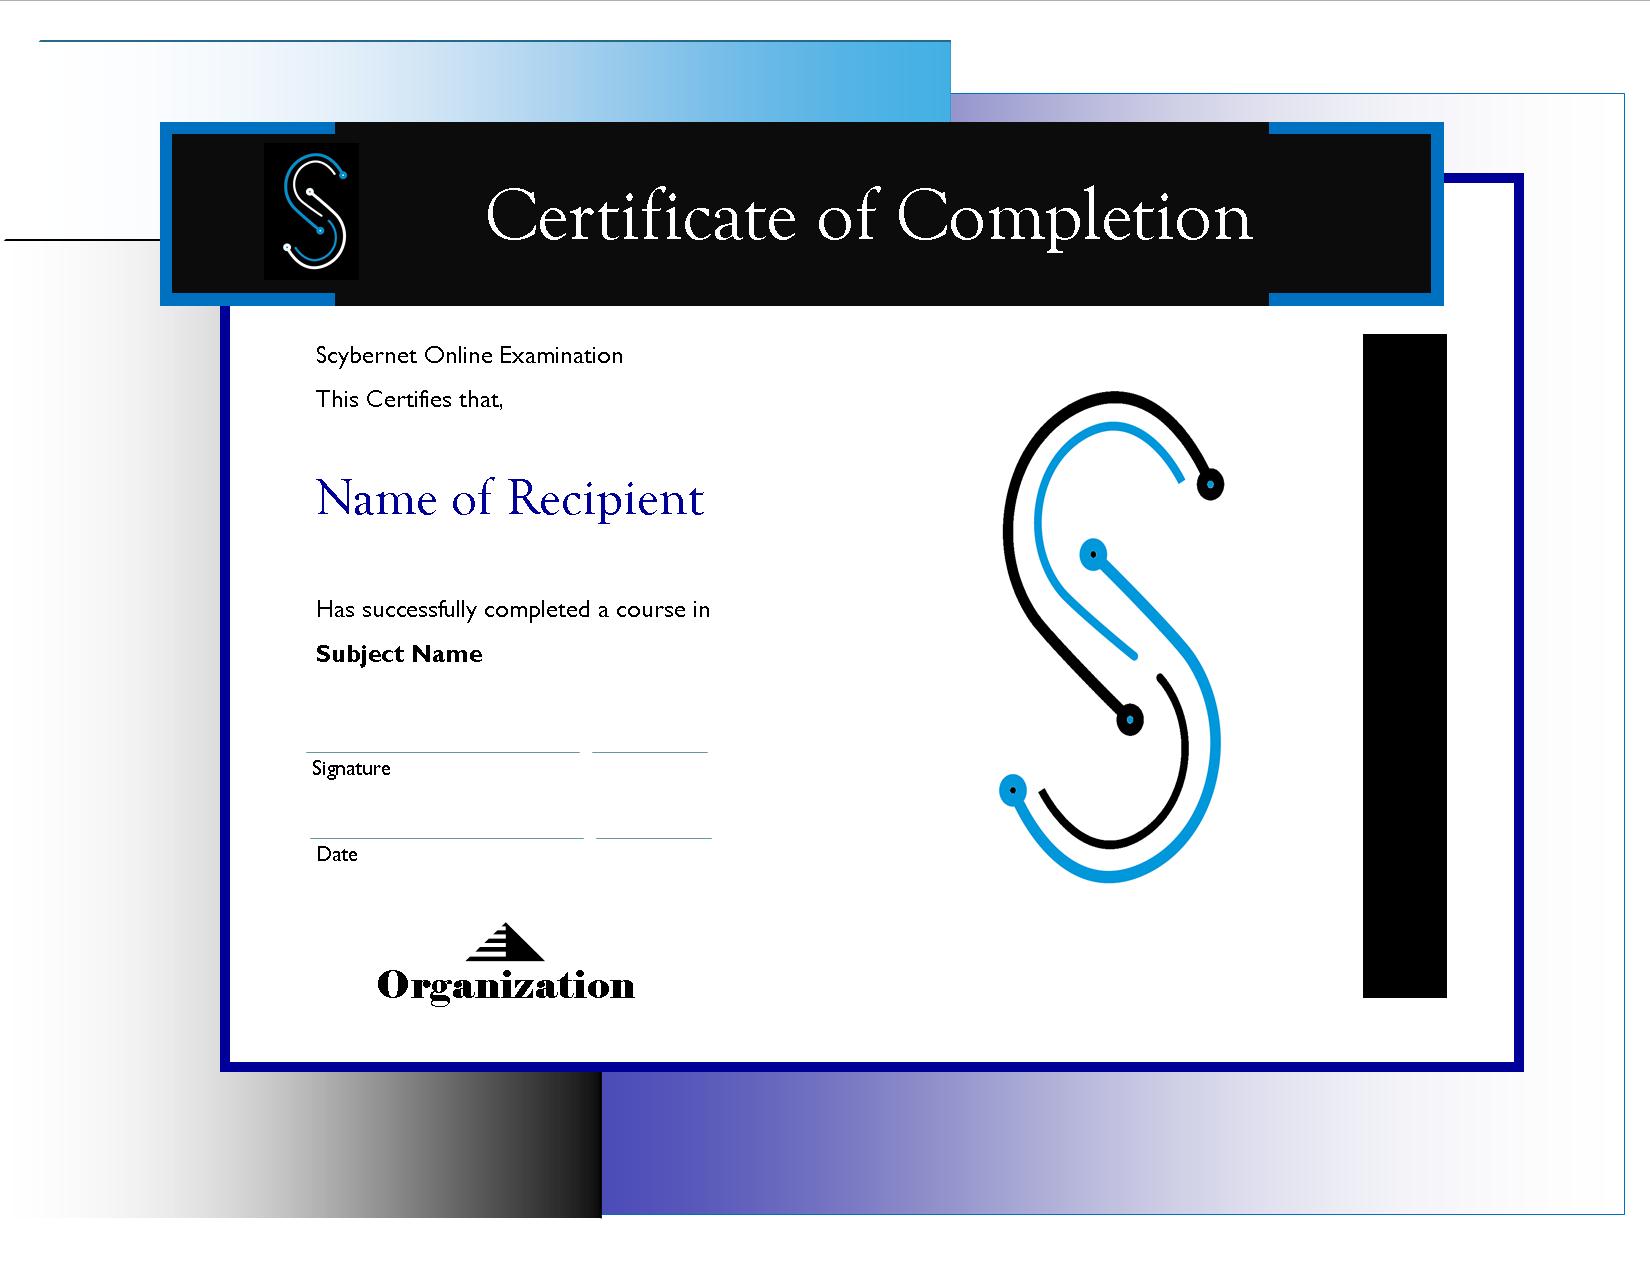 Certificate of Completion
Scybernet Online Examination
This Certifies that,
Name of Recipient
Has successfully completed a course in
Subject Name
Signature
Date
Organization